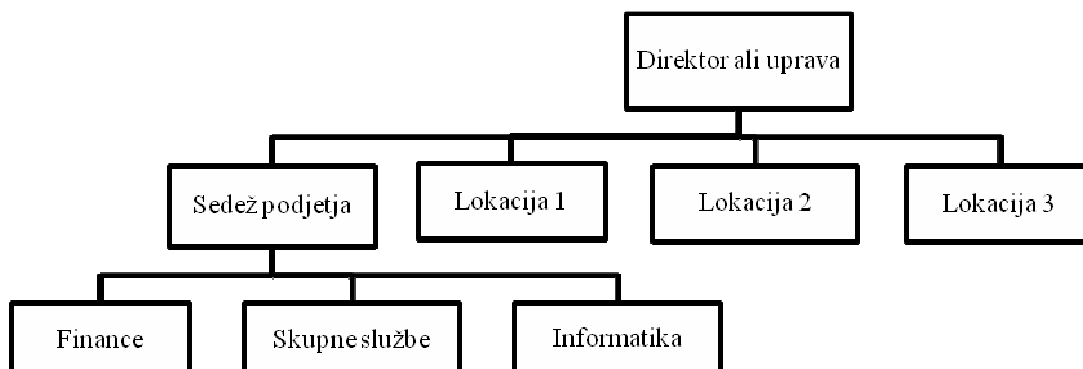 Direktor ali uprava
Sedež podjetja
Lokacija 1
Lokacija 2
Lokacija 3
Finance
Skupne službe
Informatika